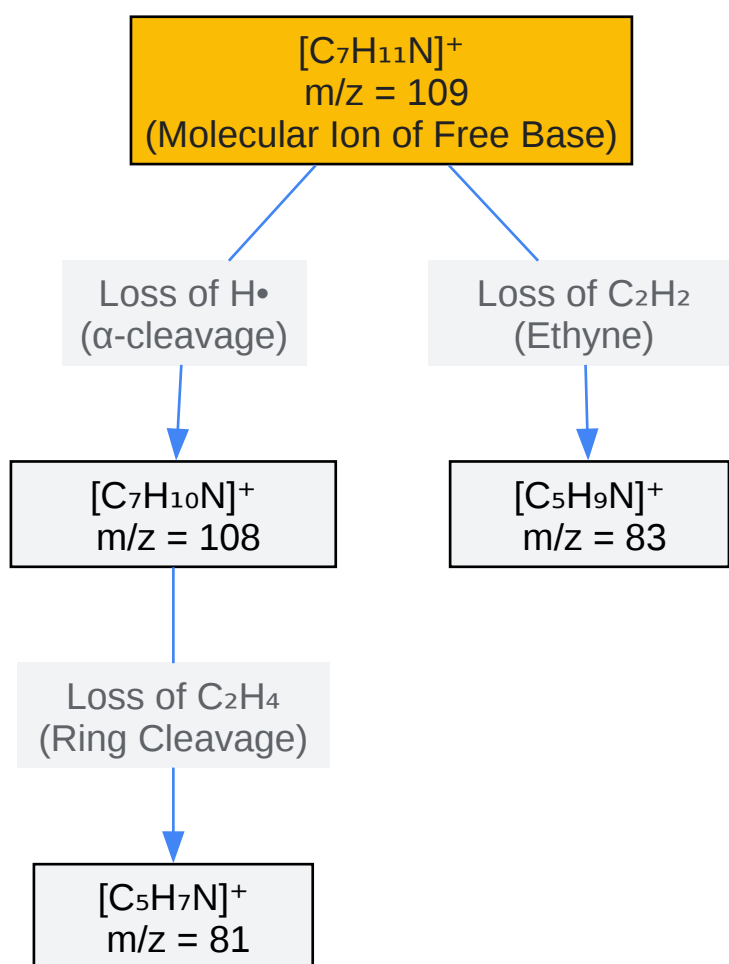 [C₇H₁₁N]⁺
m/z = 109
(Molecular Ion of Free Base)
Loss of H•
(α-cleavage)
Loss of C₂H₂
(Ethyne)
[C₇H₁₀N]⁺
m/z = 108
[C₅H₉N]⁺
m/z = 83
Loss of C₂H₄
(Ring Cleavage)
[C₅H₇N]⁺
m/z = 81